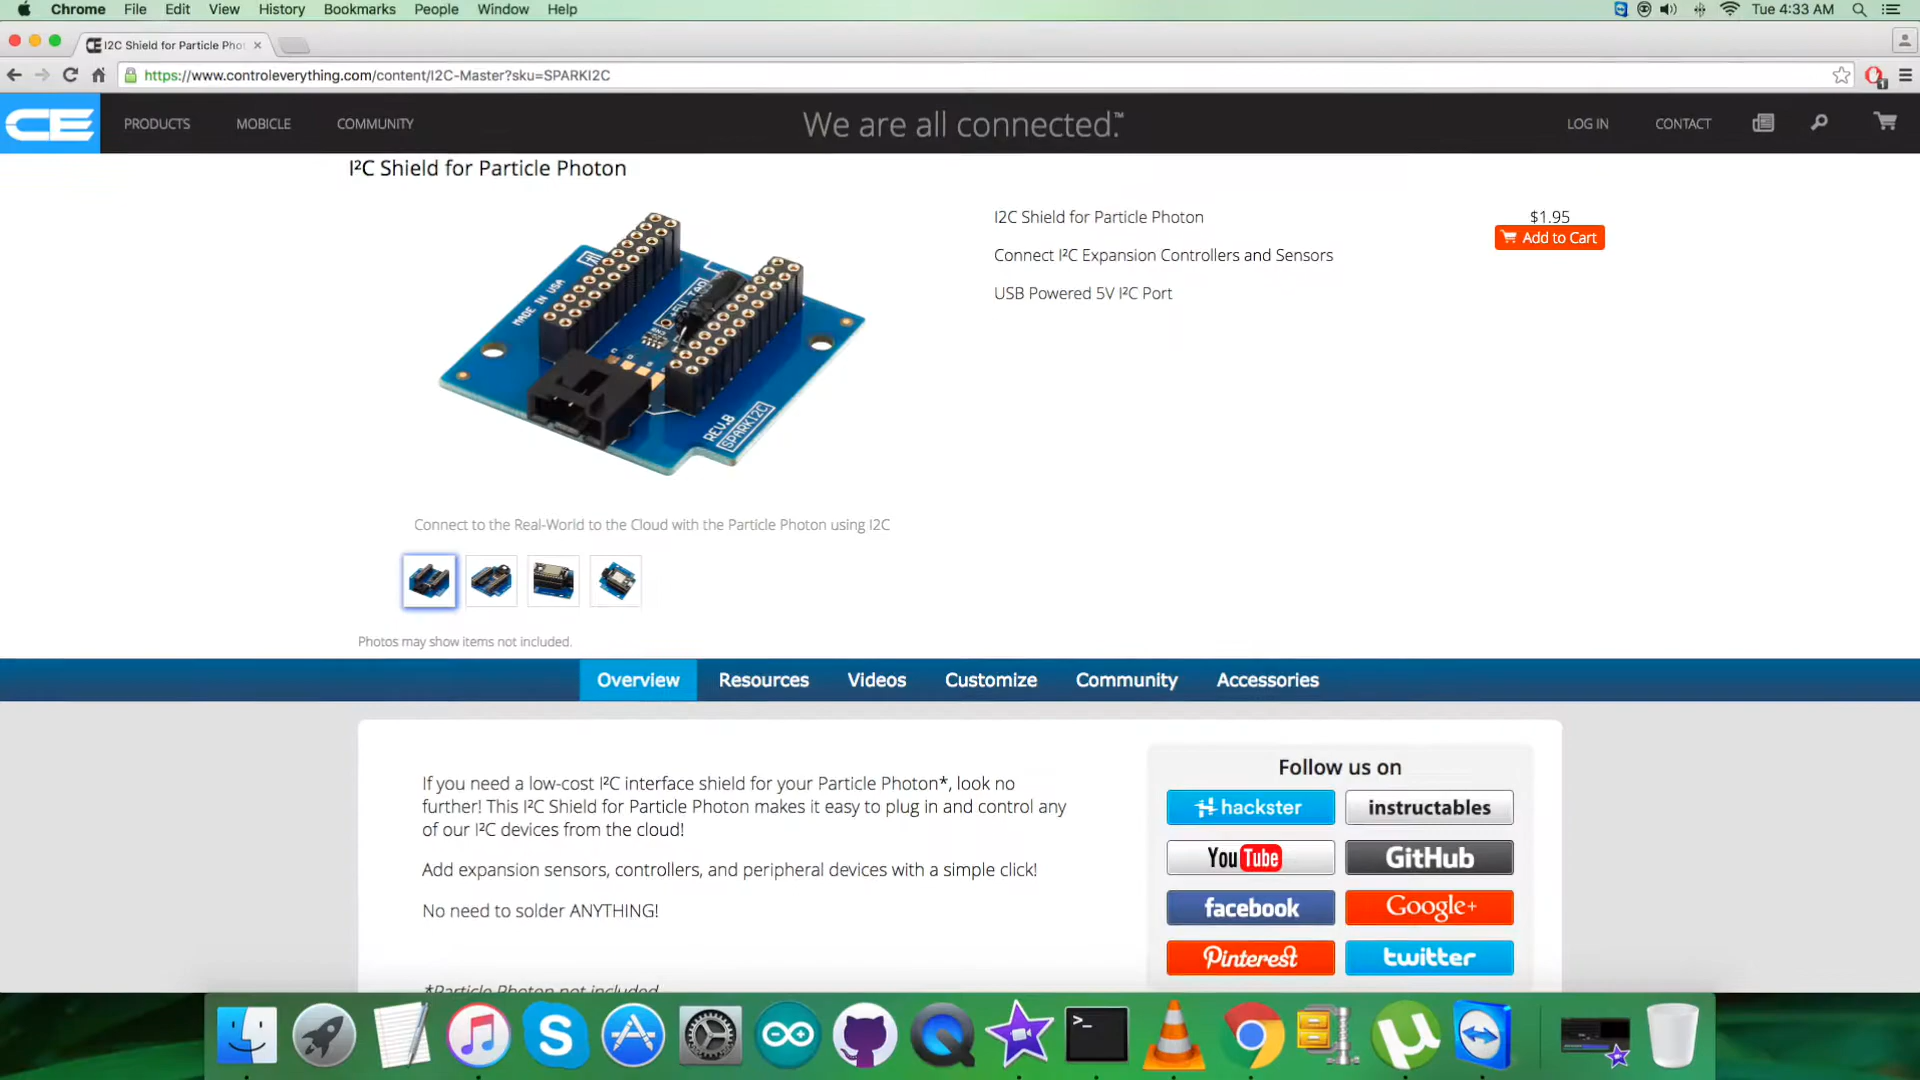 Chrome File Edit View History Bookmarks People Window Help Tue 4:33 AM
I2C Shield for Particle Phot
https://www.controleverything.com/content/I2C-Master?sku=SPARKI2C
CE PRODUCTS MOBICLE COMMUNITY We are all connected.™ LOG IN CONTACT
I²C Shield for Particle Photon
I2C Shield for Particle Photon $1.95
Add to Cart
Connect I²C Expansion Controllers and Sensors
USB Powered 5V I²C Port
MADE IN USA
REV.B
SPARKI2C
Connect to the Real-World to the Cloud with the Particle Photon using I2C
Photos may show items not included.
Overview Resources Videos Customize Community Accessories
If you need a low-cost I²C interface shield for your Particle Photon*, look no
further! This I²C Shield for Particle Photon makes it easy to plug in and control any
of our I²C devices from the cloud!
Add expansion sensors, controllers, and peripheral devices with a simple click!
No need to solder ANYTHING!
*Particle Photon not included
Follow us on
hackster instructables
YouTube GitHub
facebook Google+
Pinterest twitter